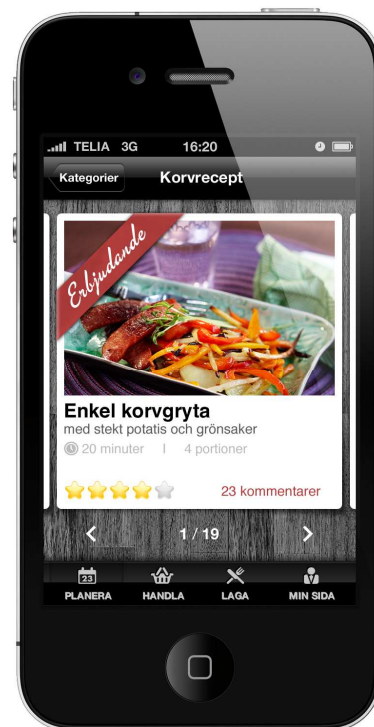 TELIA 3G 16:20
Kategorier Korvrecept
Erbjudande
Enkel korvgryta
med stekt potatis och grönsaker
20 minuter | 4 portioner
23 kommentarer
1 / 19
23
PLANERA HANDLA LAGA MIN SIDA